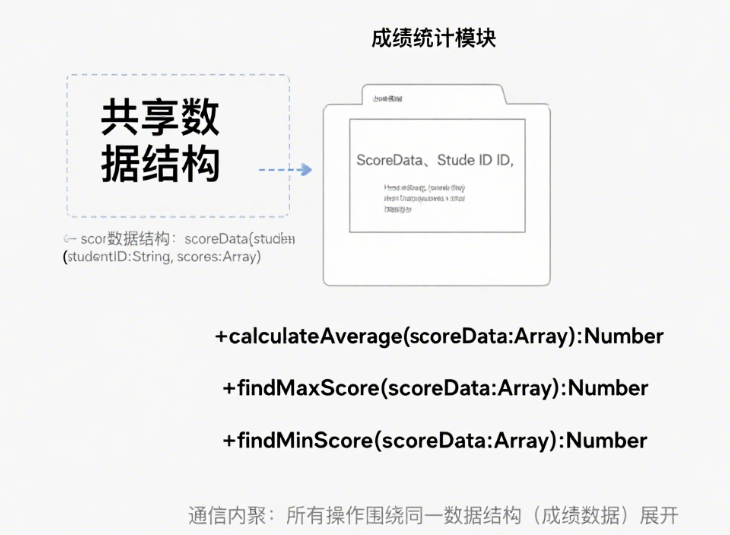 成绩统计模块
共享数
据结构
ScoreData、Stude ID ID,
scor数据结构：scoreData(studen
(studentID:String, scores:Array)
+calculateAverage(scoreData:Array):Number
+findMaxScore(scoreData:Array):Number
+findMinScore(scoreData:Array):Number
通信内聚：所有操作围绕同一数据结构（成绩数据）展开